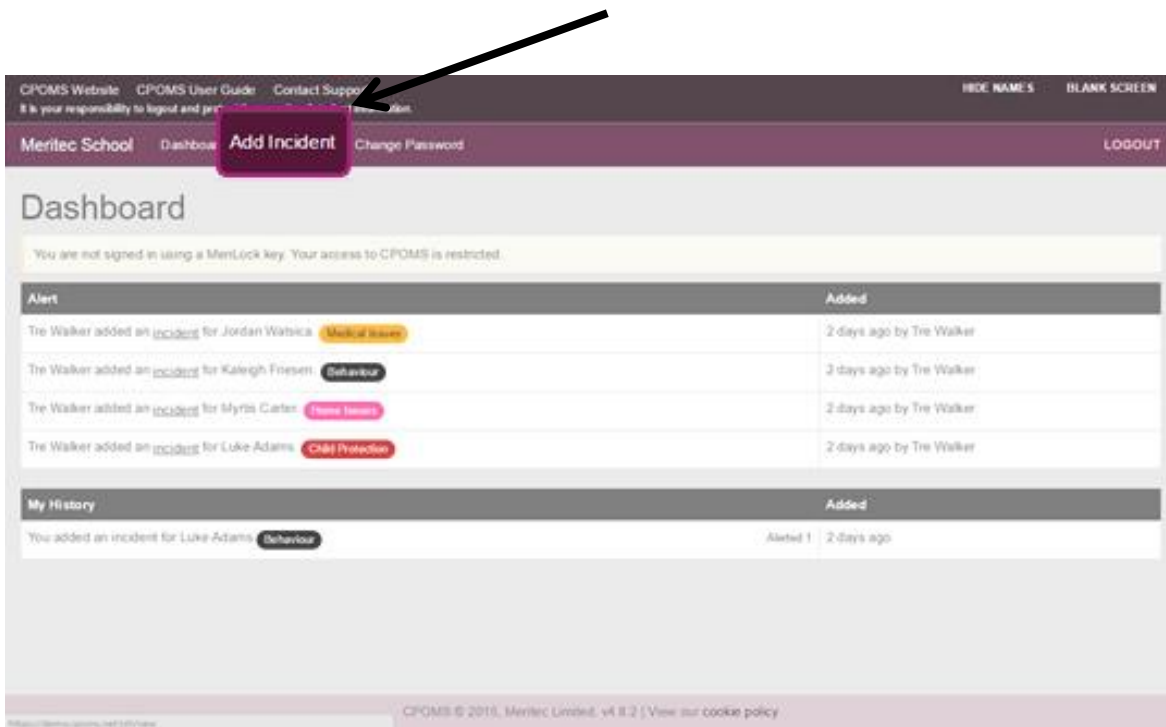 CPOMS Website CPOMS User Guide Contact Suppor HIDE NAMES BLANK SCREEN
It is your responsibility to logout and
Meritec School Dashboa Add Incident Change Password LOGOUT
Dashboard
You are not signed in using a MeriLock key. Your access to CPOMS is restricted.
Alert Added
Tre Walker added an incident for Jordan Watsica. Medical Issues 2 days ago by Tre Walker
Tre Walker added an incident for Kaleigh Friesen. Behaviour 2 days ago by Tre Walker
Tre Walker added an incident for Myrtis Carter. Home Issues 2 days ago by Tre Walker
Tre Walker added an incident for Luke Adams. Child Protection 2 days ago by Tre Walker
My History Added
You added an incident for Luke Adams Behaviour Alerted 1 2 days ago
CPOMS © 2015, Meritec Limited. v4.8.2 | View our cookie policy